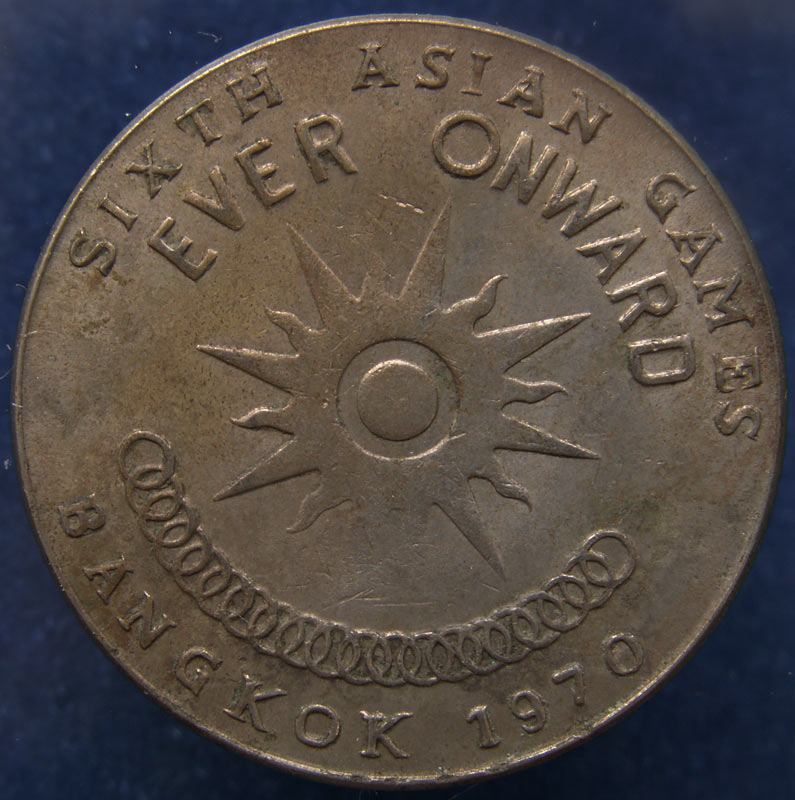 SIXTH ASIAN GAMES
EVER ONWARD
BANGKOK 1970